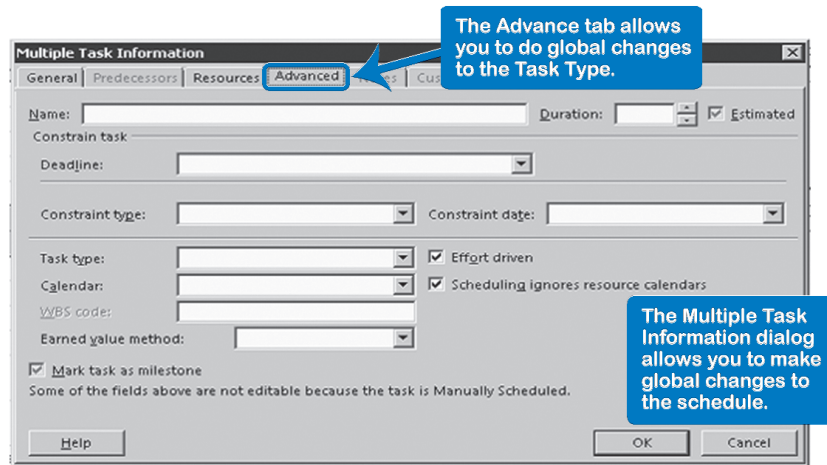 The Advance tab allows
you to do global changes
to the Task Type.
Multiple Task Information
General Predecessors Resources Advanced
Name: Duration: Estimated
Constrain task
Deadline:
Constraint type: Constraint date:
Task type: Effort driven
Calendar: Scheduling ignores resource calendars
WBS code:
Earned value method:
Mark task as milestone
Some of the fields above are not editable because the task is Manually Scheduled.
The Multiple Task
Information dialog
allows you to make
global changes to
the schedule.
Help OK Cancel